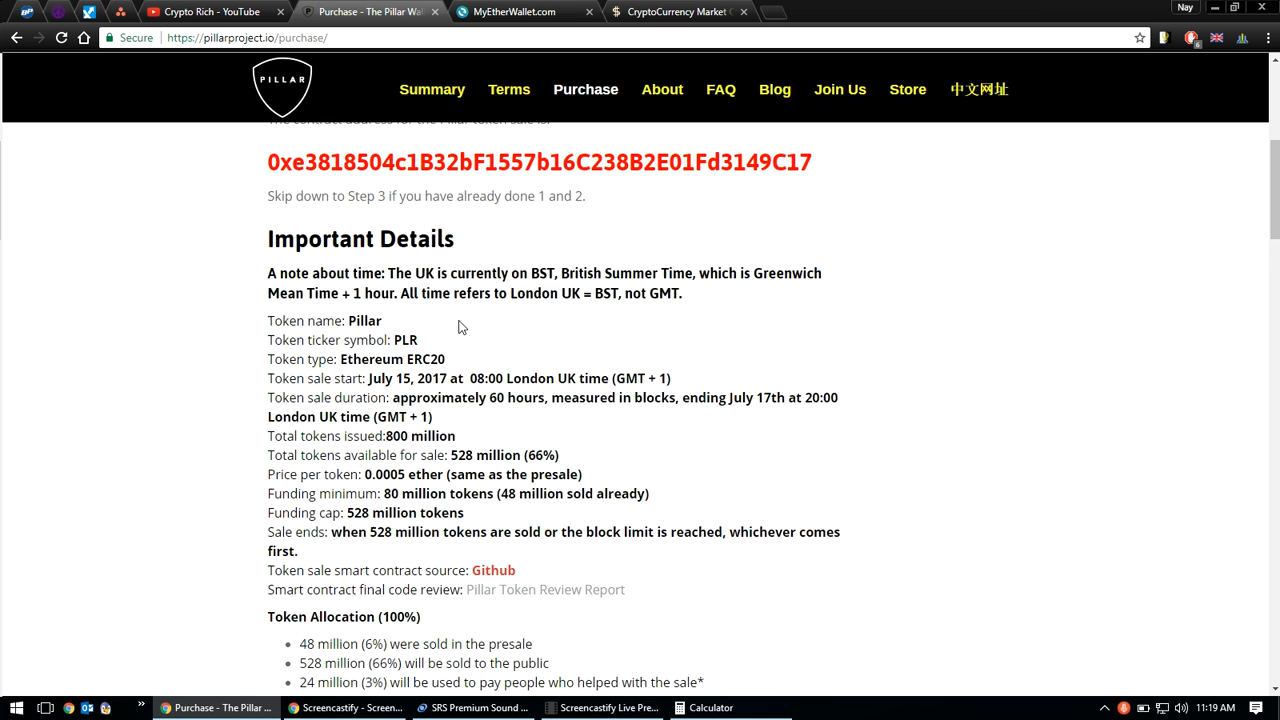 Crypto Rich - YouTube
Purchase - The Pillar Wal
MyEtherWallet.com
CryptoCurrency Market C
Nay
Secure https://pillarproject.io/purchase/
6
PILLAR
Summary Terms Purchase About FAQ Blog Join Us Store 中文网址
The contract address for the Pillar token sale is:
0xe3818504c1B32bF1557b16C238B2E01Fd3149C17
Skip down to Step 3 if you have already done 1 and 2.
Important Details
A note about time: The UK is currently on BST, British Summer Time, which is Greenwich
Mean Time + 1 hour. All time refers to London UK = BST, not GMT.
Token name: Pillar
Token ticker symbol: PLR
Token type: Ethereum ERC20
Token sale start: July 15, 2017 at 08:00 London UK time (GMT + 1)
Token sale duration: approximately 60 hours, measured in blocks, ending July 17th at 20:00
London UK time (GMT + 1)
Total tokens issued:800 million
Total tokens available for sale: 528 million (66%)
Price per token: 0.0005 ether (same as the presale)
Funding minimum: 80 million tokens (48 million sold already)
Funding cap: 528 million tokens
Sale ends: when 528 million tokens are sold or the block limit is reached, whichever comes
first.
Token sale smart contract source: Github
Smart contract final code review: Pillar Token Review Report
Token Allocation (100%)
48 million (6%) were sold in the presale
528 million (66%) will be sold to the public
24 million (3%) will be used to pay people who helped with the sale*
Purchase - The Pillar ...
Screencastify - Screen...
SRS Premium Sound ...
Screencastify Live Pre...
Calculator
11:19 AM